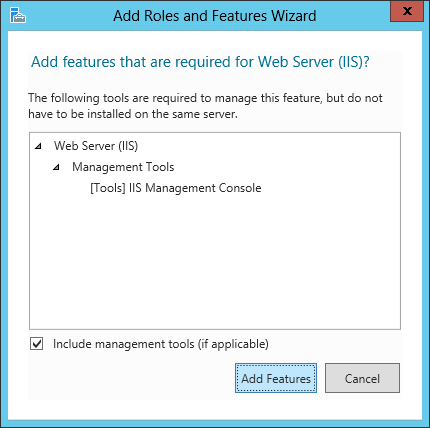 Add Roles and Features Wizard
Add features that are required for Web Server (IIS)?
The following tools are required to manage this feature, but do not
have to be installed on the same server.
Web Server (IIS)
Management Tools
[Tools] IIS Management Console
Include management tools (if applicable)
Add Features
Cancel